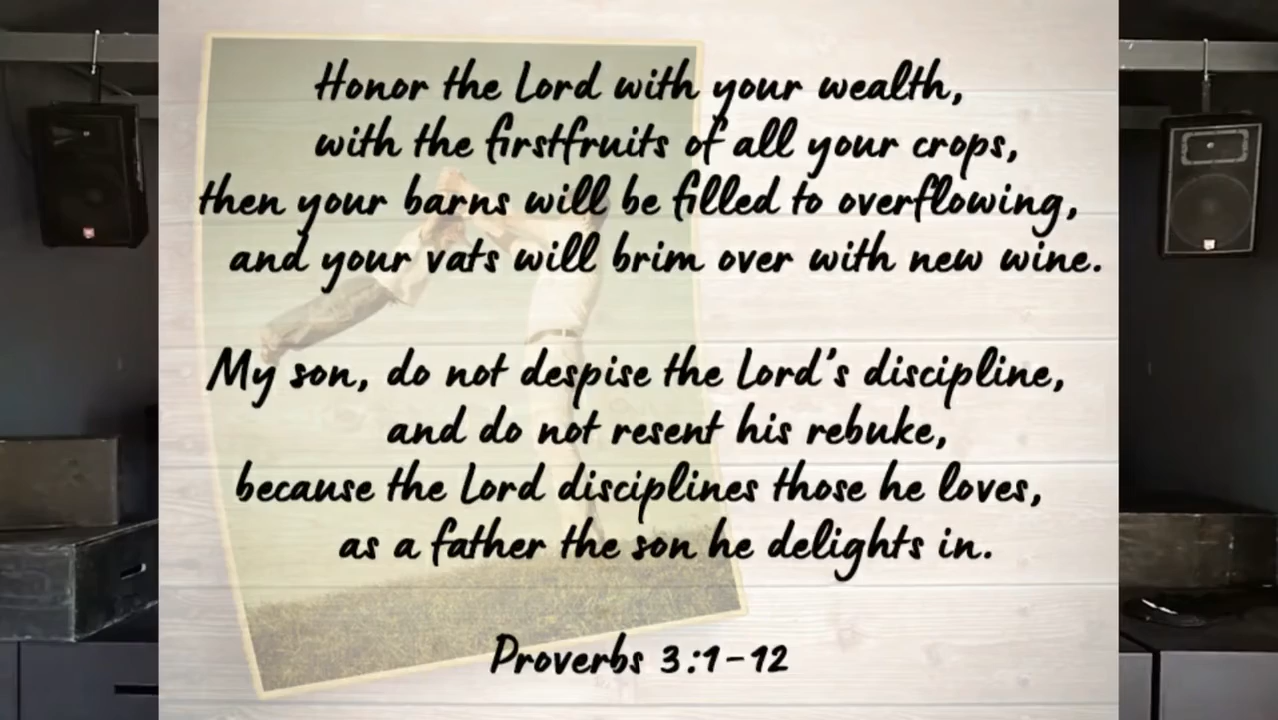 Honor the Lord with your wealth,
with the firstfruits of all your crops,
then your barns will be filled to overflowing,
and your vats will brim over with new wine.
My son, do not despise the Lord's discipline,
and do not resent his rebuke,
because the Lord disciplines those he loves,
as a father the son he delights in.
Proverbs 3:1-12